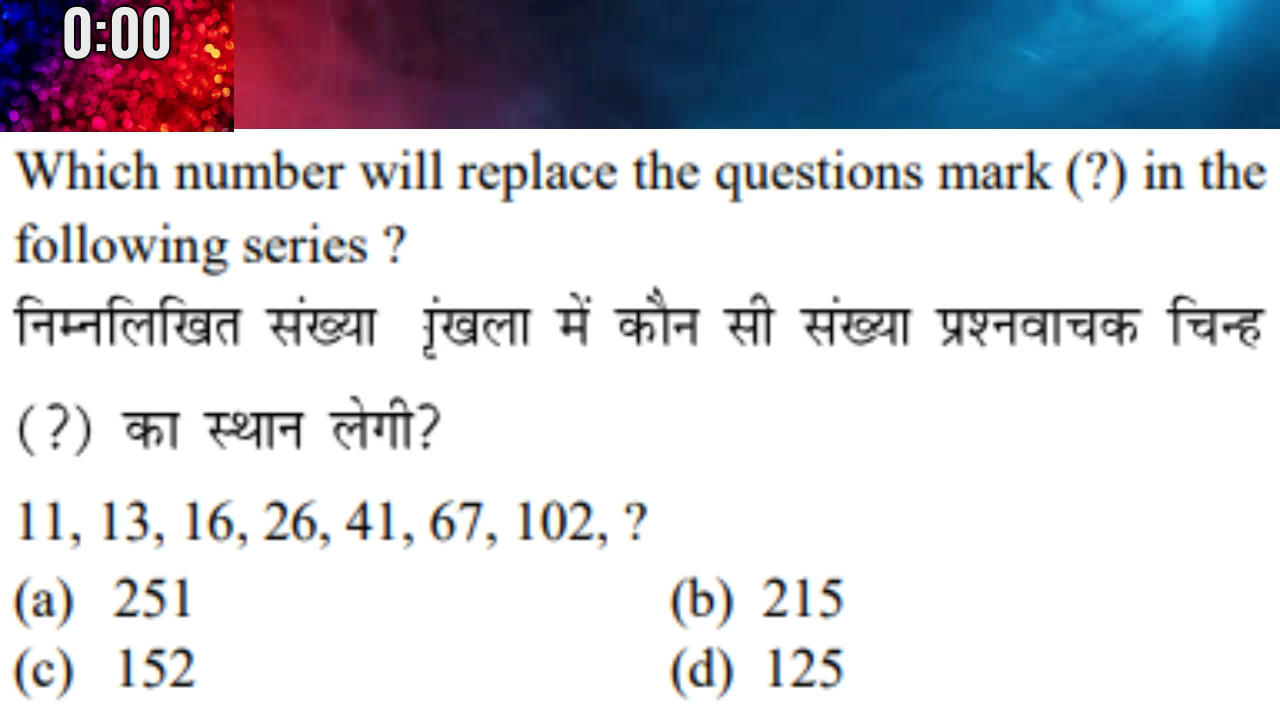 0:00
Which number will replace the questions mark (?) in the
following series ?
निम्नलिखित संख्या ृंखला में कौन सी संख्या प्रश्नवाचक चिन्ह
(?) का स्थान लेगी?
11, 13, 16, 26, 41, 67, 102, ?
(a) 251 (b) 215
(c) 152 (d) 125